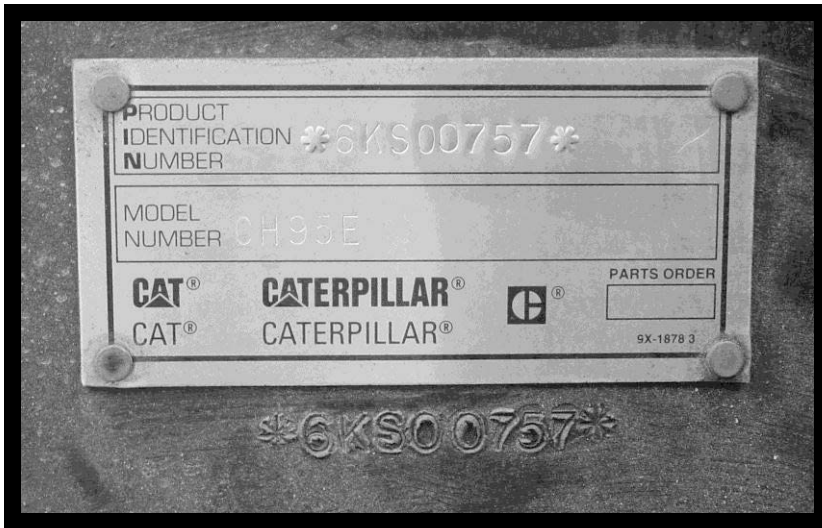 PRODUCT
IDENTIFICATION
NUMBER
*6KS00757*
MODEL
NUMBER
CH95E
CAT® CATERPILLAR® C®
PARTS ORDER
CAT® CATERPILLAR®
9X-1878 3
*6KS00757*